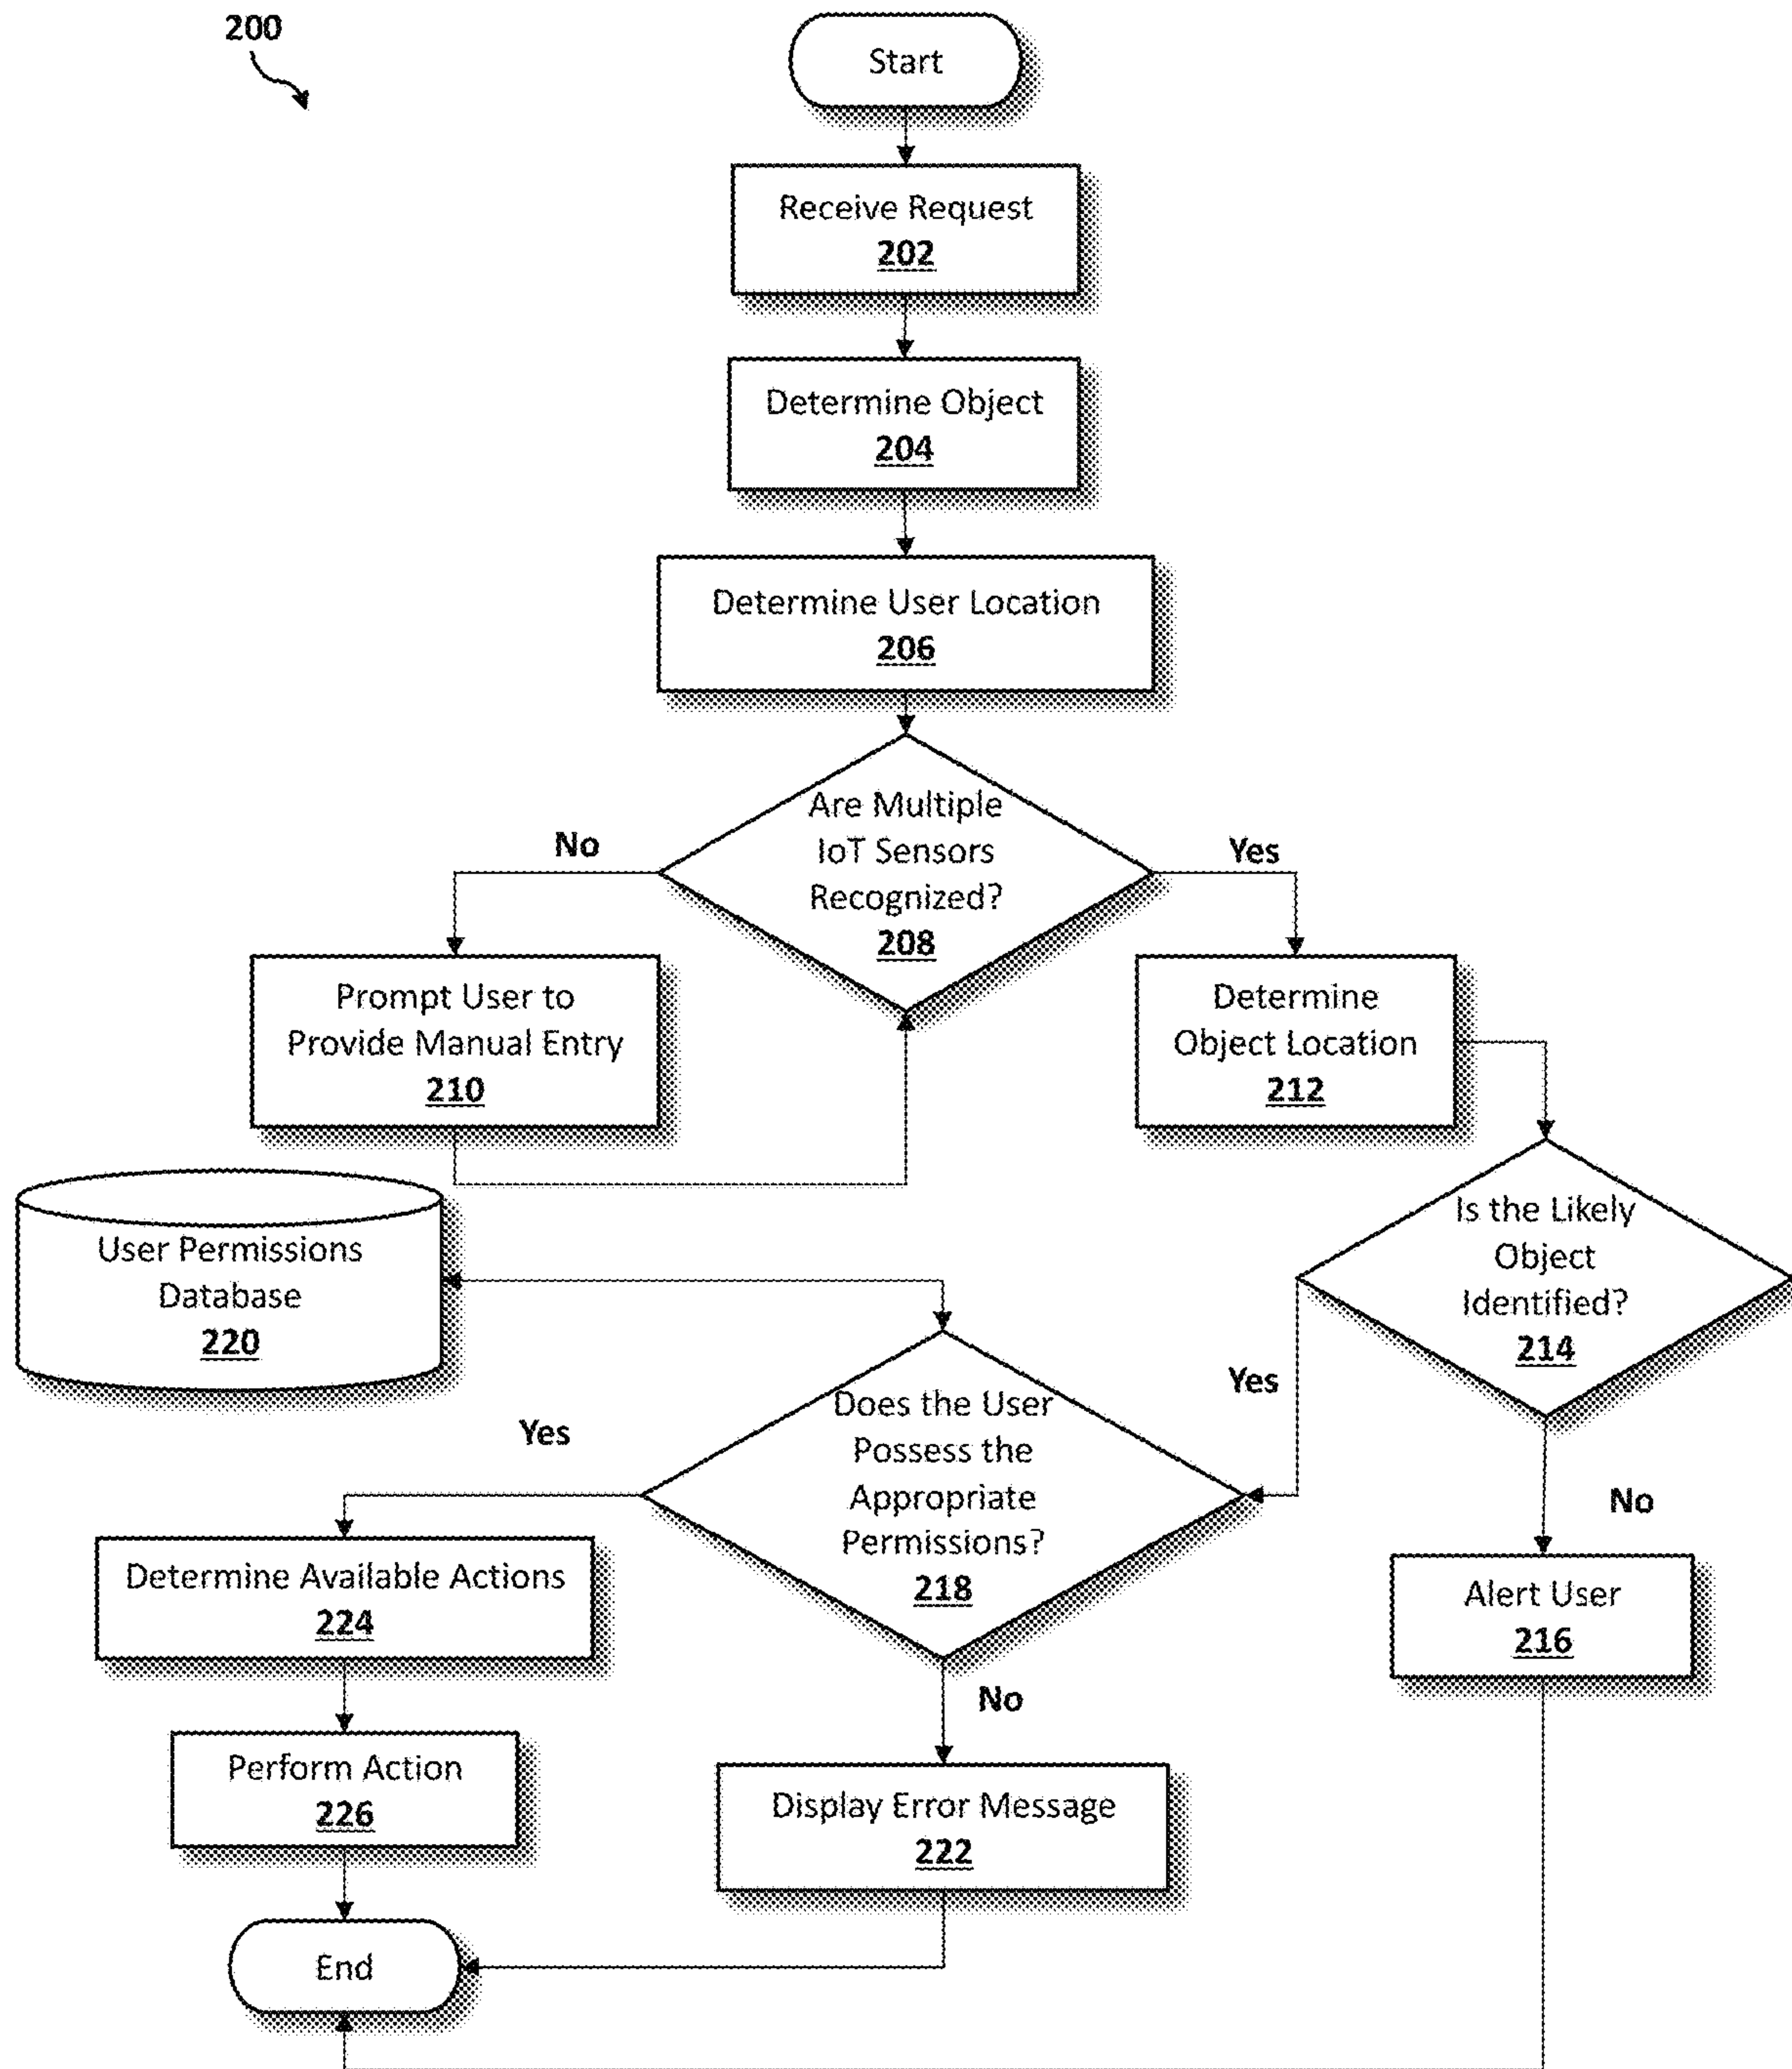 200
Start
Receive Request
202
Determine Object
204
Determine User Location
206
Are Multiple
IoT Sensors
Recognized?
208
No
Yes
Prompt User to
Provide Manual Entry
210
Determine
Object Location
212
User Permissions
Database
220
Is the Likely
Object
Identified?
214
Yes
No
Does the User
Possess the
Appropriate
Permissions?
218
Yes
No
Determine Available Actions
224
Alert User
216
Perform Action
226
Display Error Message
222
End